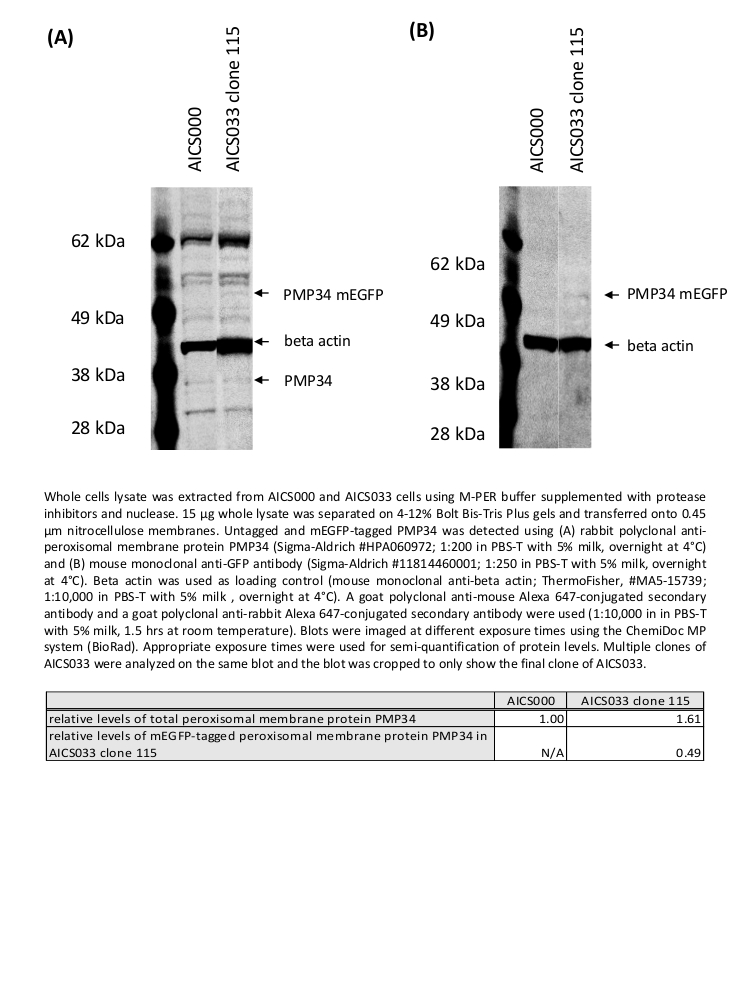 (A)
AICS000
AICS033 clone 115
62 kDa
49 kDa
38 kDa
28 kDa
PMP34 mEGFP
beta actin
PMP34
(B)
AICS000
AICS033 clone 115
62 kDa
49 kDa
38 kDa
28 kDa
PMP34 mEGFP
beta actin
Whole cells lysate was extracted from AICS000 and AICS033 cells using M-PER buffer supplemented with protease
inhibitors and nuclease. 15 µg whole lysate was separated on 4-12% Bolt Bis-Tris Plus gels and transferred onto 0.45
µm nitrocellulose membranes. Untagged and mEGFP-tagged PMP34 was detected using (A) rabbit polyclonal anti-
peroxisomal membrane protein PMP34 (Sigma-Aldrich #HPA060972; 1:200 in PBS-T with 5% milk, overnight at 4°C)
and (B) mouse monoclonal anti-GFP antibody (Sigma-Aldrich #11814460001; 1:250 in PBS-T with 5% milk, overnight
at 4°C). Beta actin was used as loading control (mouse monoclonal anti-beta actin; ThermoFisher, #MA5-15739;
1:10,000 in PBS-T with 5% milk , overnight at 4°C). A goat polyclonal anti-mouse Alexa 647-conjugated secondary
antibody and a goat polyclonal anti-rabbit Alexa 647-conjugated secondary antibody were used (1:10,000 in in PBS-T
with 5% milk, 1.5 hrs at room temperature). Blots were imaged at different exposure times using the ChemiDoc MP
system (BioRad). Appropriate exposure times were used for semi-quantification of protein levels. Multiple clones of
AICS033 were analyzed on the same blot and the blot was cropped to only show the final clone of AICS033.
AICS000 AICS033 clone 115
relative levels of total peroxisomal membrane protein PMP34 1.00 1.61
relative levels of mEGFP-tagged peroxisomal membrane protein PMP34 in
AICS033 clone 115 N/A 0.49